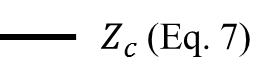 Z_c (Eq. 7)